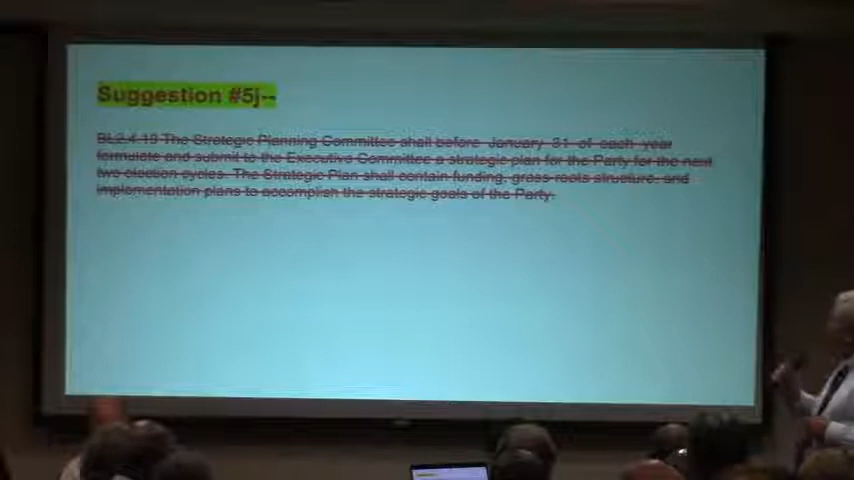 Suggestion #5j--
BL2.4.19 The Strategic Planning Committee shall before January 31 of each year
formulate and submit to the Executive Committee a strategic plan for the Party for the next
two election cycles. The Strategic Plan shall contain funding, grass roots structure, and
implementation plans to accomplish the strategic goals of the Party.